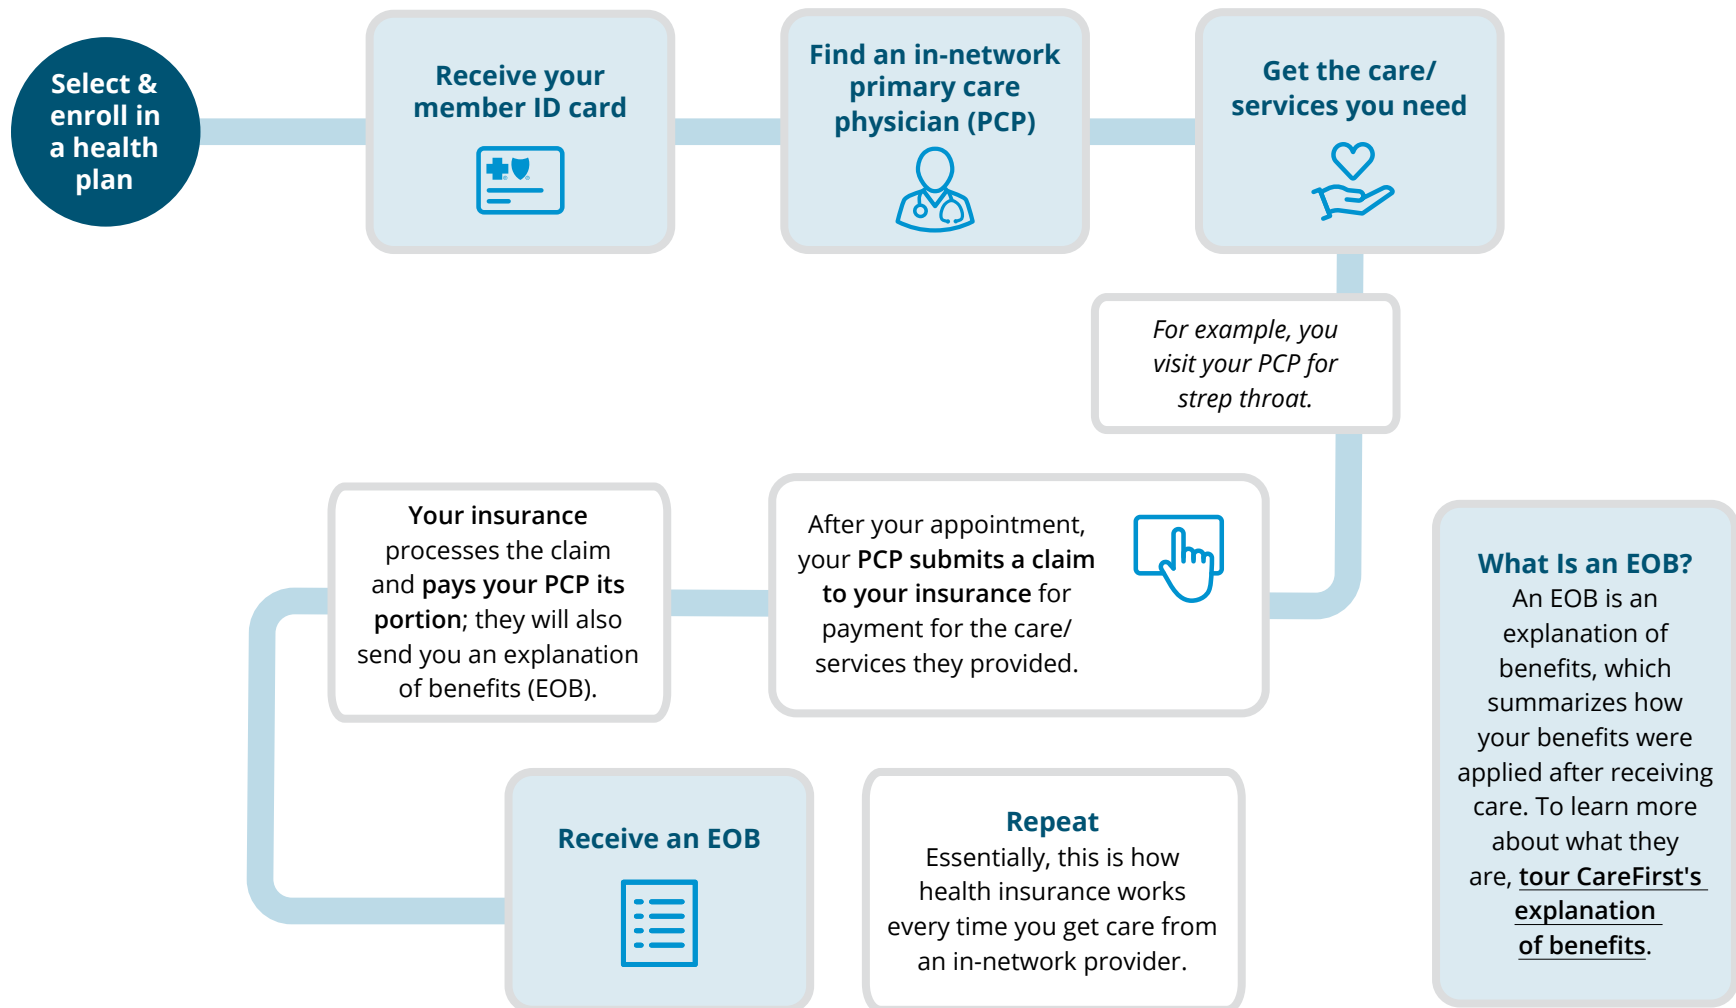 Select &
enroll in
a health
plan
Receive your
member ID card
Find an in-network
primary care
physician (PCP)
Get the care/
services you need
For example, you
visit your PCP for
strep throat.
After your appointment,
your PCP submits a claim
to your insurance for
payment for the care/
services they provided.
Your insurance
processes the claim
and pays your PCP its
portion; they will also
send you an explanation
of benefits (EOB).
Receive an EOB
Repeat
Essentially, this is how
health insurance works
every time you get care from
an in-network provider.
What Is an EOB?
An EOB is an
explanation of
benefits, which
summarizes how
your benefits were
applied after receiving
care. To learn more
about what they
are, tour CareFirst's
explanation
of benefits.